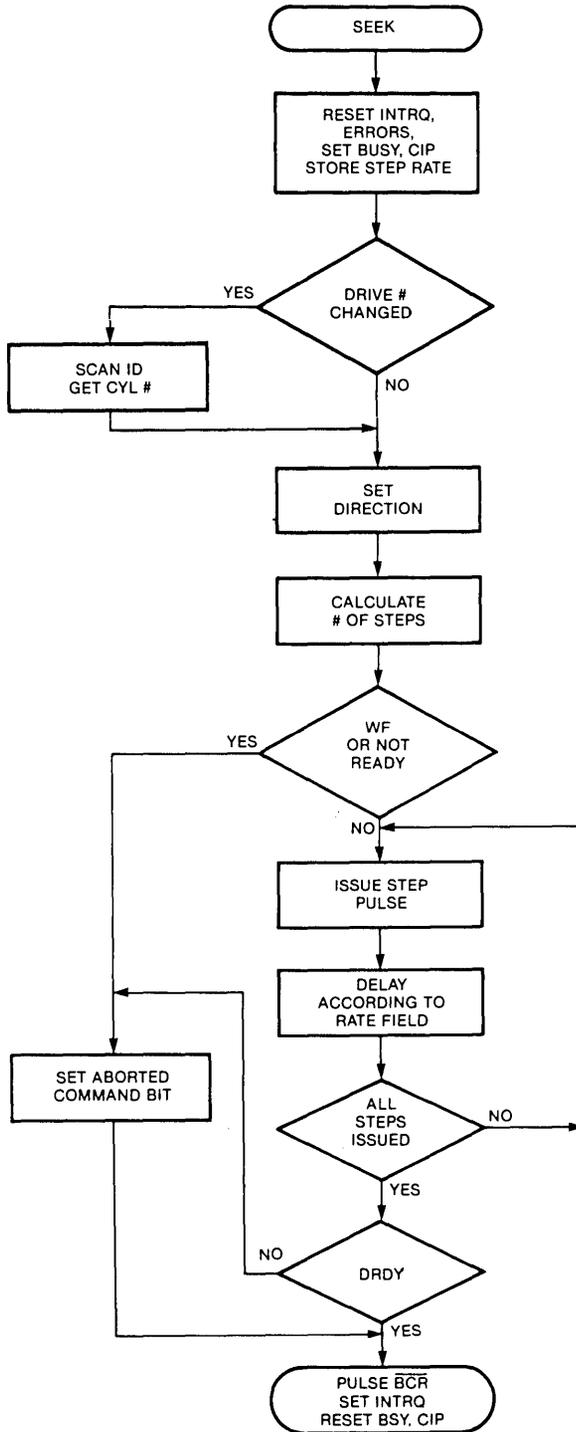 SEEK
RESET INTRQ,
ERRORS,
SET BUSY, CIP
STORE STEP RATE
DRIVE #
CHANGED
YES
NO
SCAN ID
GET CYL #
SET
DIRECTION
CALCULATE
# OF STEPS
WF
OR NOT
READY
YES
NO
ISSUE STEP
PULSE
DELAY
ACCORDING TO
RATE FIELD
SET ABORTED
COMMAND BIT
ALL
STEPS
ISSUED
NO
YES
DRDY
NO
YES
PULSE B̅C̅R̅
SET INTRQ
RESET BSY, CIP